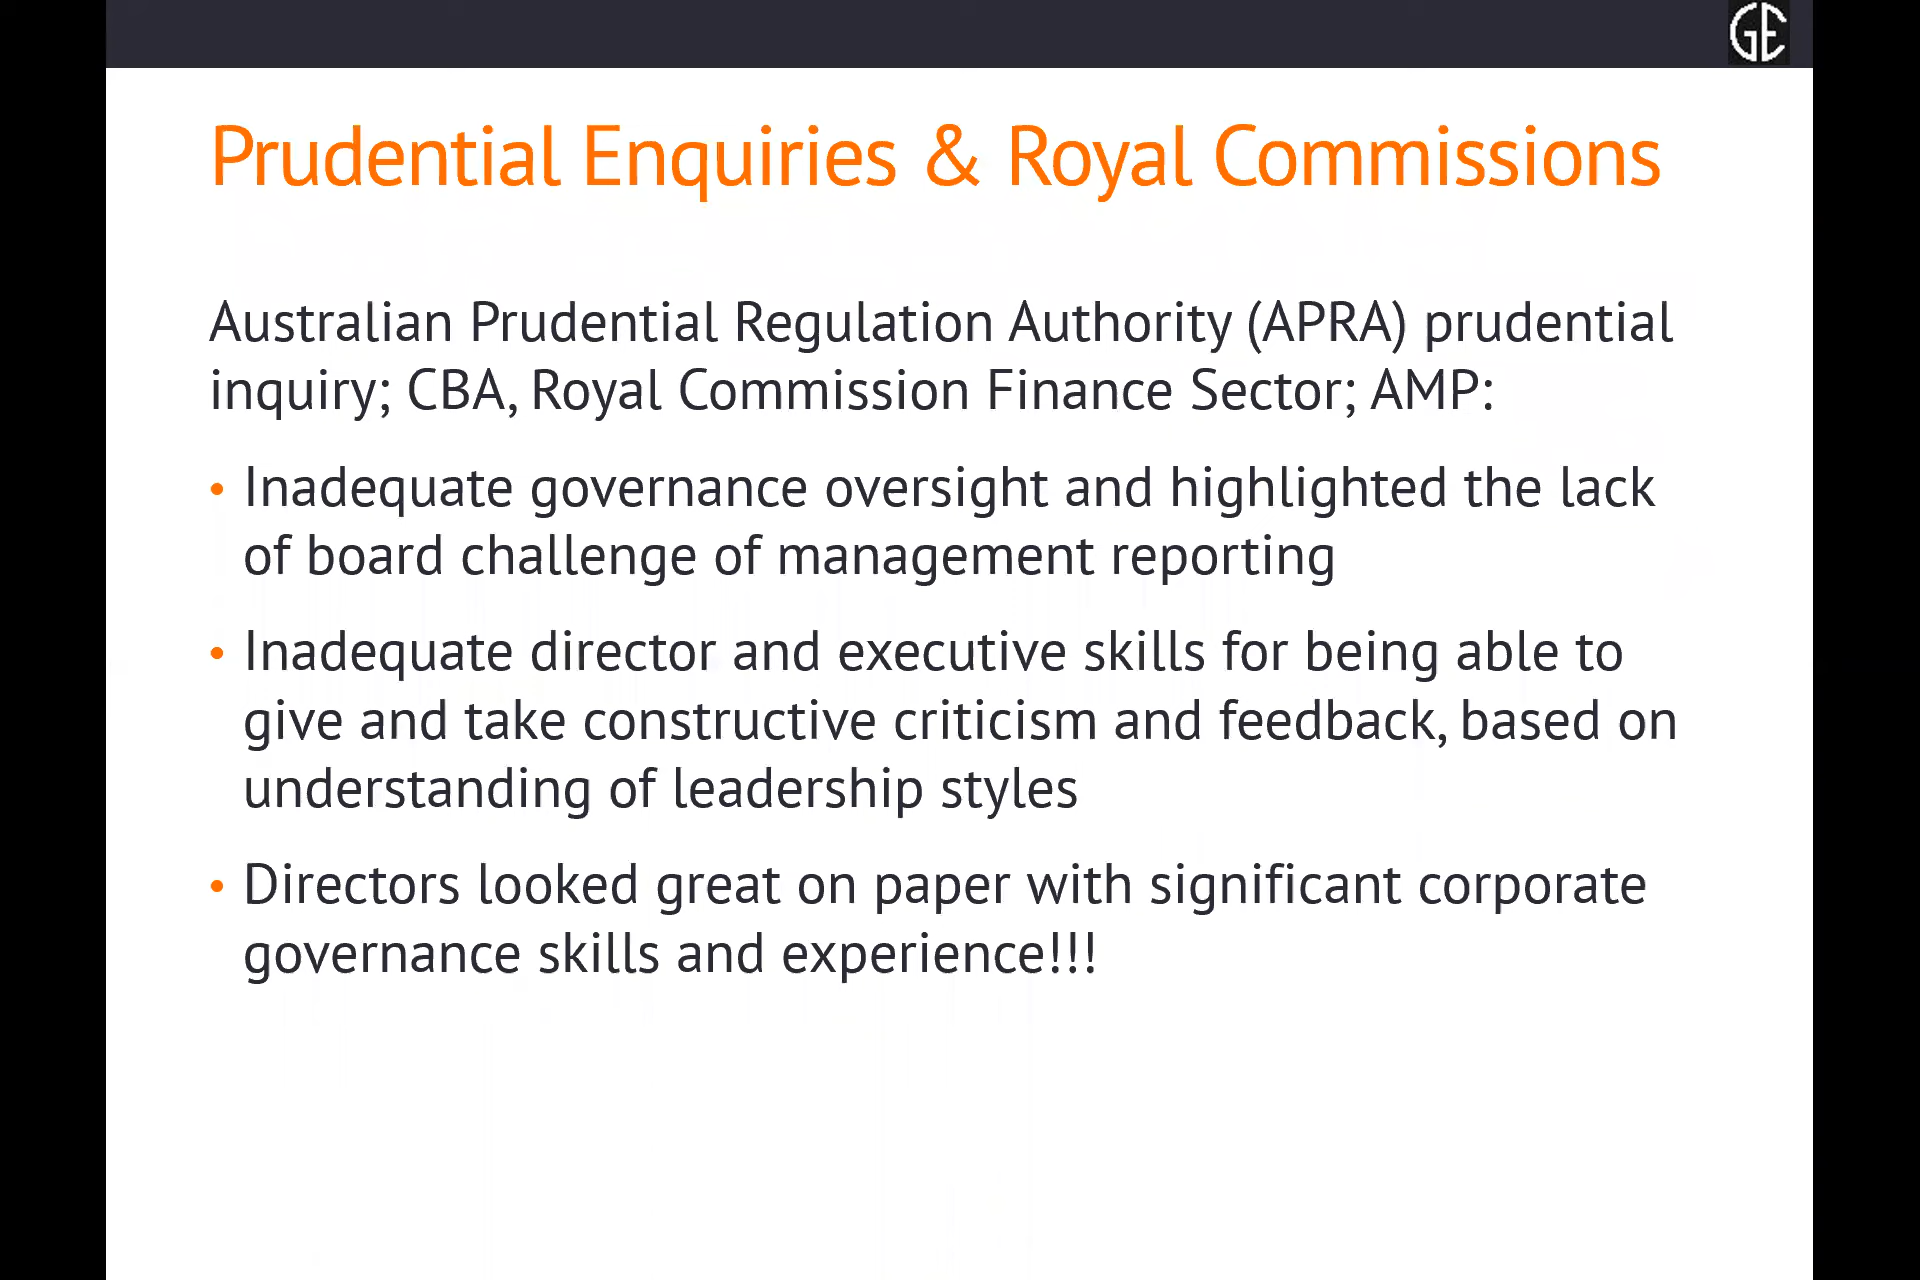 GE
Prudential Enquiries & Royal Commissions
Australian Prudential Regulation Authority (APRA) prudential
inquiry; CBA, Royal Commission Finance Sector; AMP:
• Inadequate governance oversight and highlighted the lack
of board challenge of management reporting
• Inadequate director and executive skills for being able to
give and take constructive criticism and feedback, based on
understanding of leadership styles
• Directors looked great on paper with significant corporate
governance skills and experience!!!